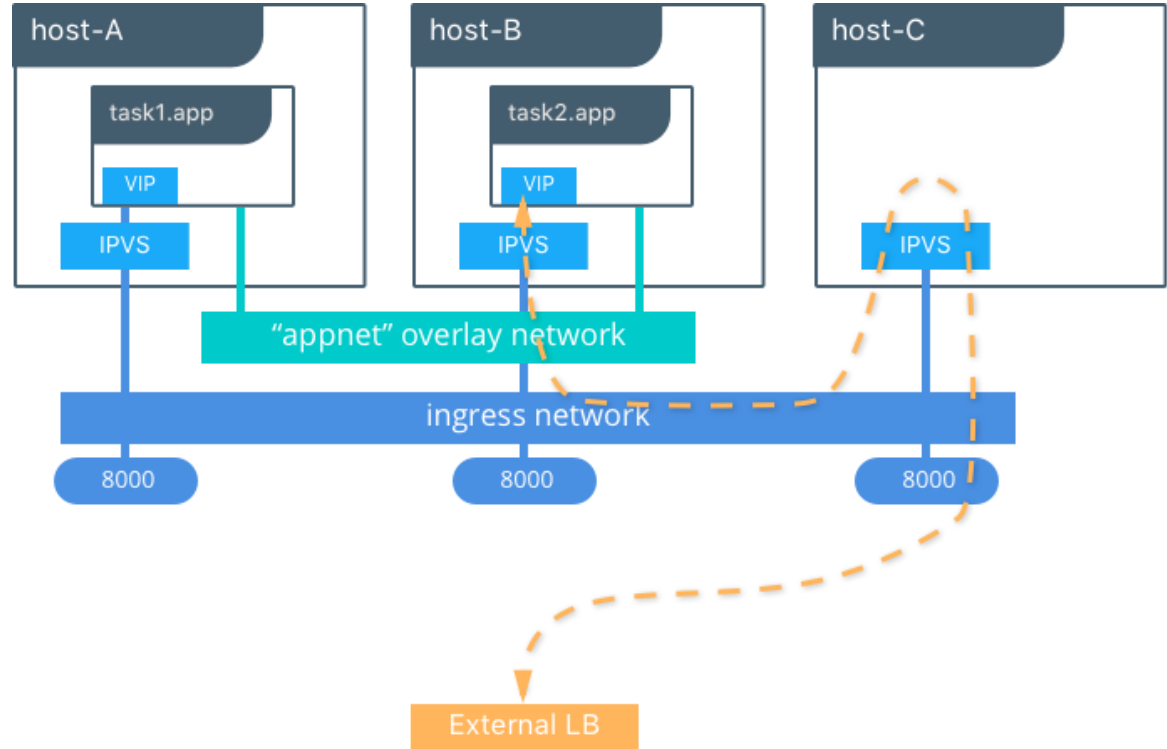 host-A
host-B
host-C
task1.app
task2.app
VIP
VIP
IPVS
IPVS
IPVS
“appnet” overlay network
ingress network
8000
8000
8000
External LB